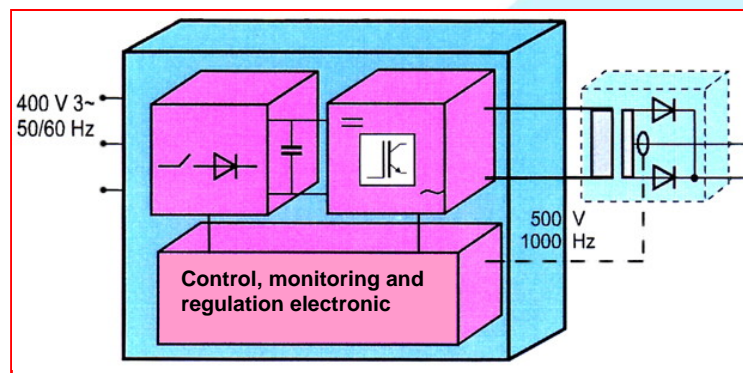 400 V 3~
50/60 Hz
500 V
1000 Hz
Control, monitoring and
regulation electronic